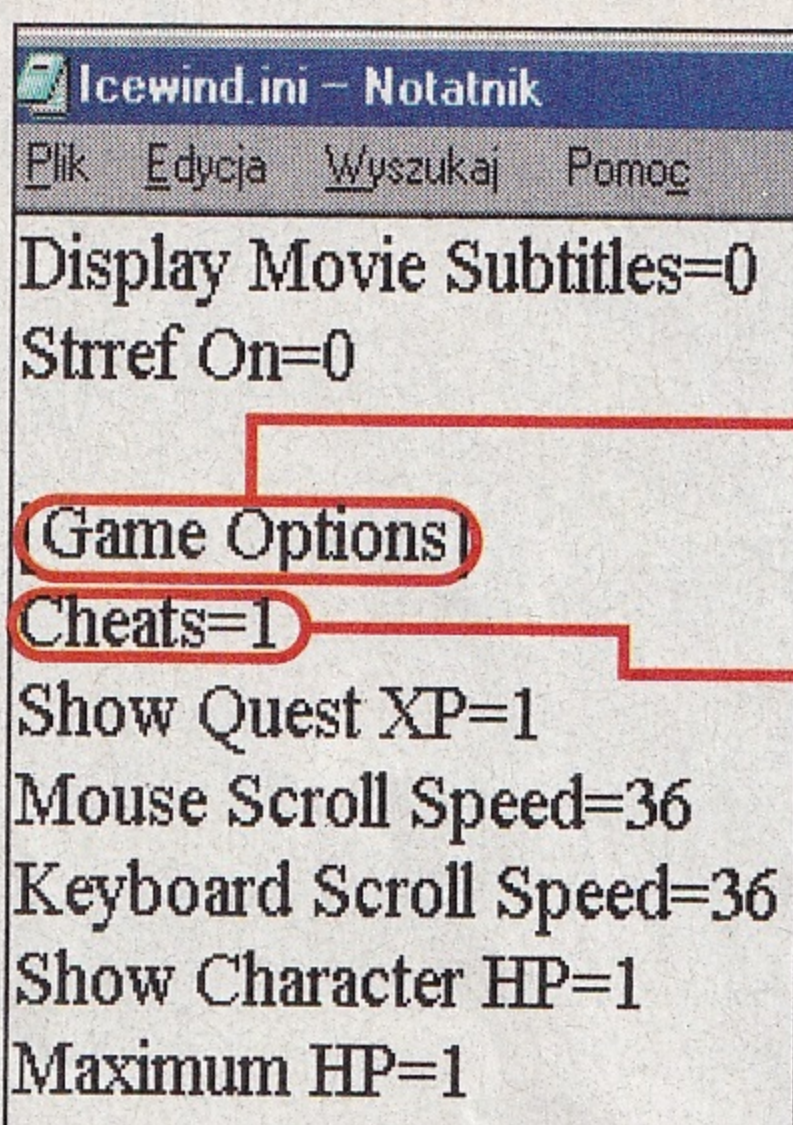 Icewind.ini – Notatnik
Plik Edycja Wyszukaj Pomoc
Display Movie Subtitles=0
Strref On=0
[Game Options]
Cheats=1
Show Quest XP=1
Mouse Scroll Speed=36
Keyboard Scroll Speed=36
Show Character HP=1
Maximum HP=1